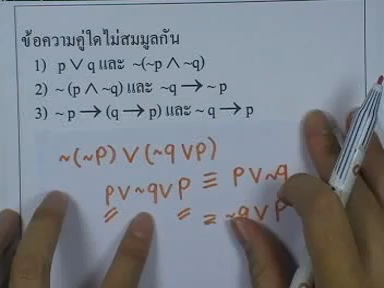 ข้อความคู่ใดไม่สมมูลกัน
1) p ∨ q และ ~(~p ∧ ~q)
2) ~(p ∧ ~q) และ ~q → ~p
3) ~p → (q → p) และ ~q → p
~(~p) ∨ (~q ∨ p)
p ∨ ~q ∨ p ≡ p ∨ ~q
= ~q ∨ p